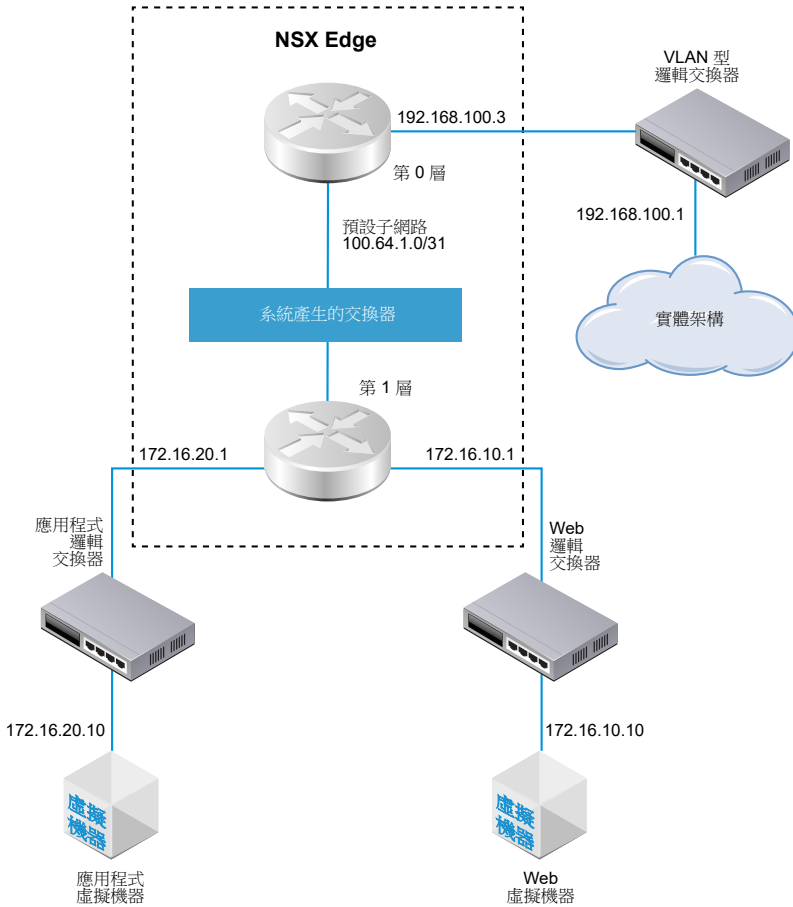 NSX Edge
VLAN 型
邏輯交換器
192.168.100.3
第 0 層
192.168.100.1
預設子網路
100.64.1.0/31
系統產生的交換器
實體架構
第 1 層
172.16.20.1
172.16.10.1
應用程式
邏輯
交換器
Web
邏輯
交換器
172.16.20.10
172.16.10.10
虛擬
機器
虛擬
機器
應用程式
虛擬機器
Web
虛擬機器